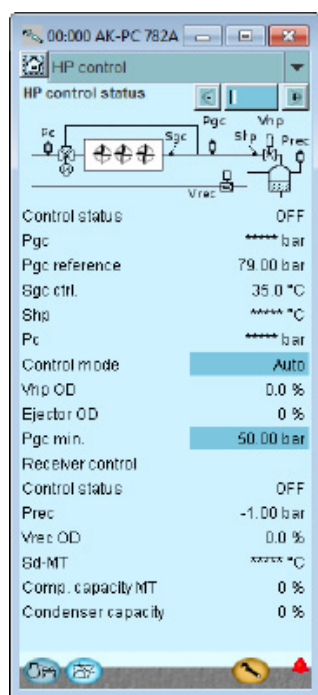 00:000 AK-PC 782A
HP control
HP control status
Pgc Vhp
Pc Sgc Shp Prec
Vrec
Control status OFF
Pgc ***** bar
Pgc reference 79.00 bar
Sgc ctrl. 35.0 °C
Shp ***** °C
Pc ***** bar
Control mode Auto
Vhp OD 0.0 %
Ejector OD 0 %
Pgc min. 50.00 bar
Receiver control
Control status OFF
Prec -1.00 bar
Vrec OD 0.0 %
Sd-MT ***** °C
Comp. capacity MT 0 %
Condenser capacity 0 %